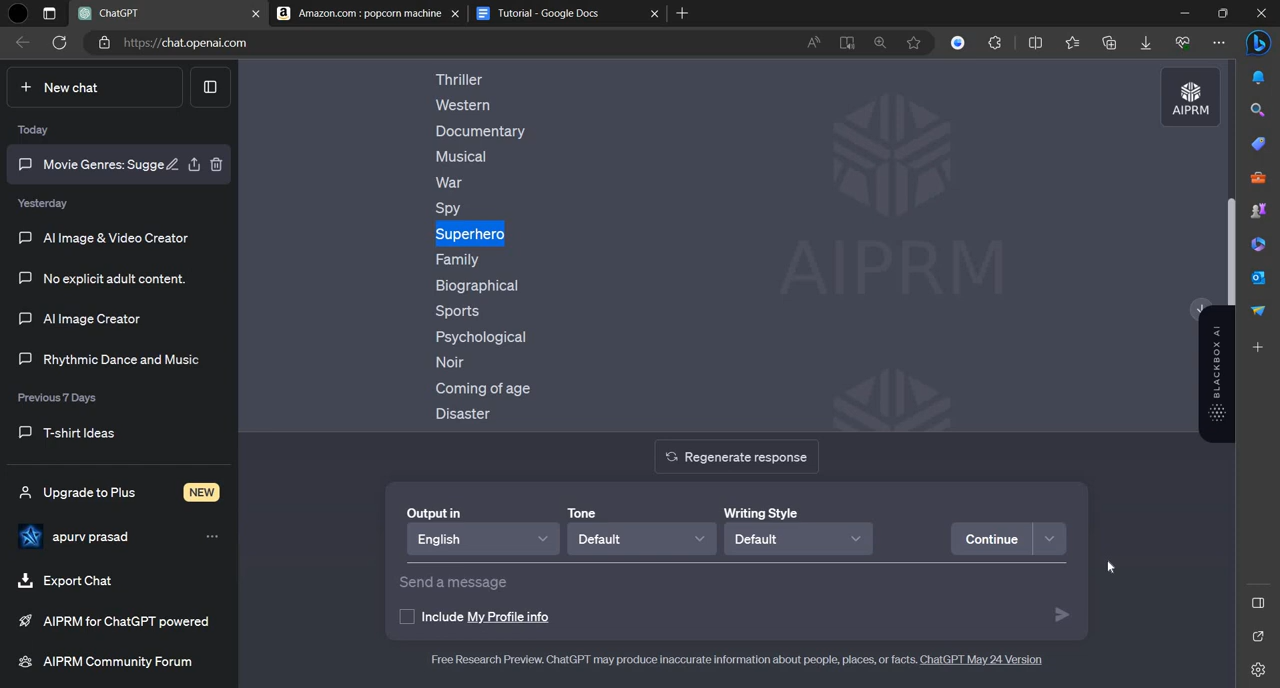 ChatGPT
Amazon.com : popcorn machine
Tutorial - Google Docs
https://chat.openai.com
New chat
Today
Movie Genres: Sugge
Yesterday
AI Image & Video Creator
No explicit adult content.
AI Image Creator
Rhythmic Dance and Music
Previous 7 Days
T-shirt Ideas
Upgrade to Plus NEW
apurv prasad
Export Chat
AIPRM for ChatGPT powered
AIPRM Community Forum
Thriller
Western
Documentary
Musical
War
Spy
Superhero
Family
Biographical
Sports
Psychological
Noir
Coming of age
Disaster
AIPRM
AIPRM
BLACKBOX AI
Regenerate response
Output in Tone Writing Style
English Default Default Continue
Send a message
Include My Profile info
Free Research Preview. ChatGPT may produce inaccurate information about people, places, or facts. ChatGPT May 24 Version